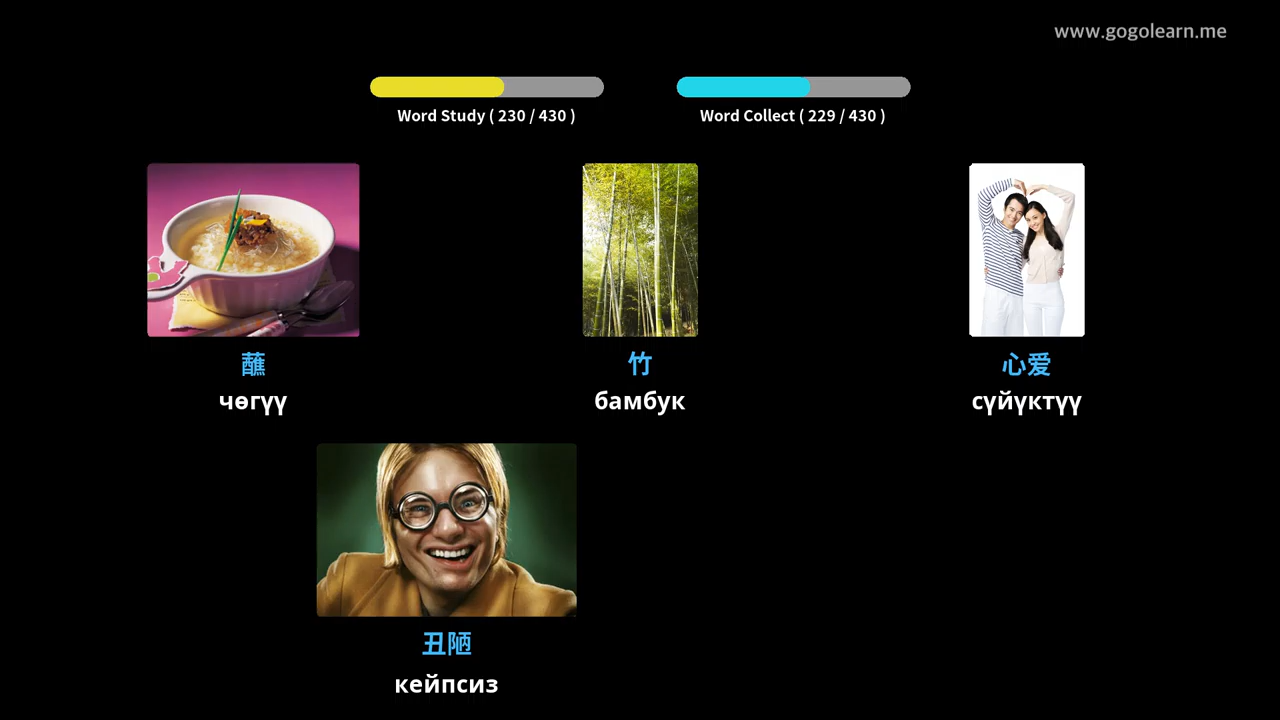 www.gogolearn.me
Word Study ( 230 / 430 )
Word Collect ( 229 / 430 )
蘸
чөгүү
竹
бамбук
心爱
сүйүктүү
丑陋
кейпсиз